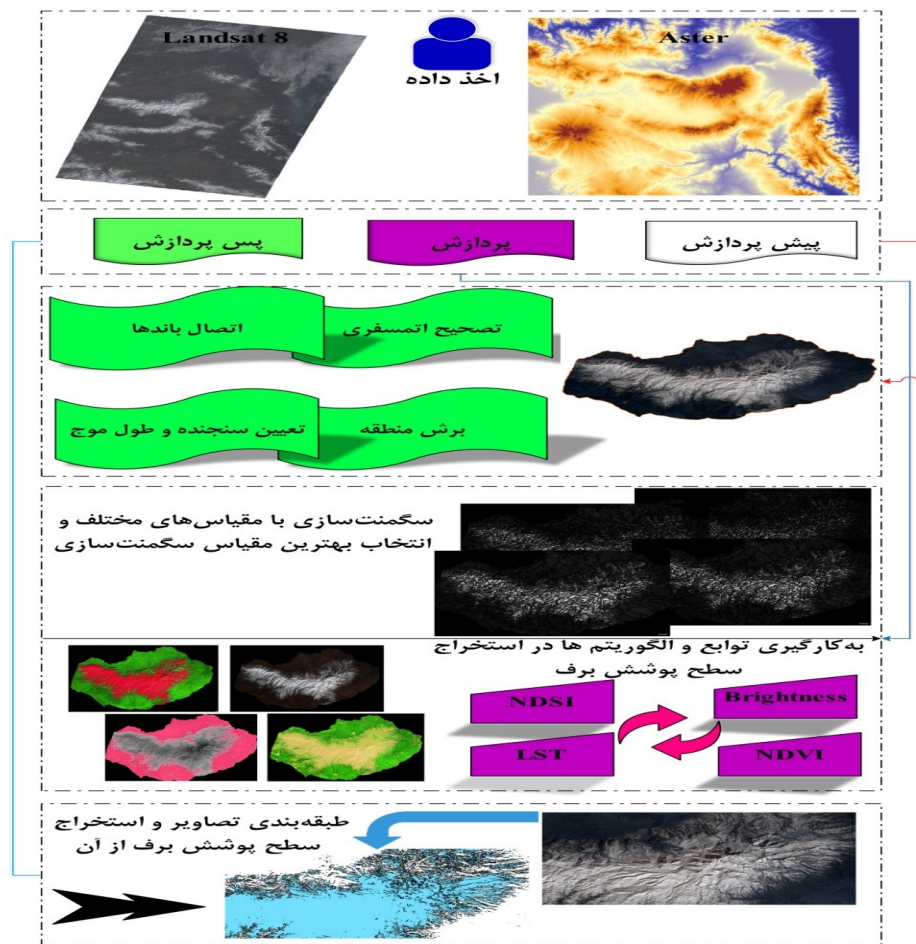 Landsat 8
Aster
اخذ داده
پیش پردازش
پردازش
پس پردازش
تصحیح اتمسفری
اتصال باندها
برش منطقه
تعیین سنجنده و طول موج
سگمنت‌سازی با مقیاس‌های مختلف و
انتخاب بهترین مقیاس سگمنت‌سازی
به‌کارگیری توابع و الگوریتم ها در استخراج
سطح پوشش برف
NDSI
Brightness
LST
NDVI
طبقه‌بندی تصاویر و استخراج
سطح پوشش برف از آن